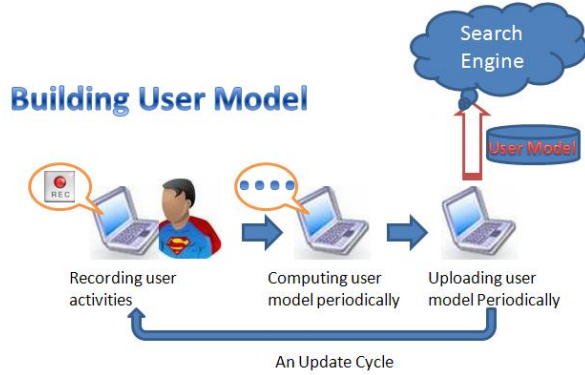 Search
Engine
Building User Model
User Model
REC
Recording user
activities
Computing user
model periodically
Uploading user
model Periodically
An Update Cycle